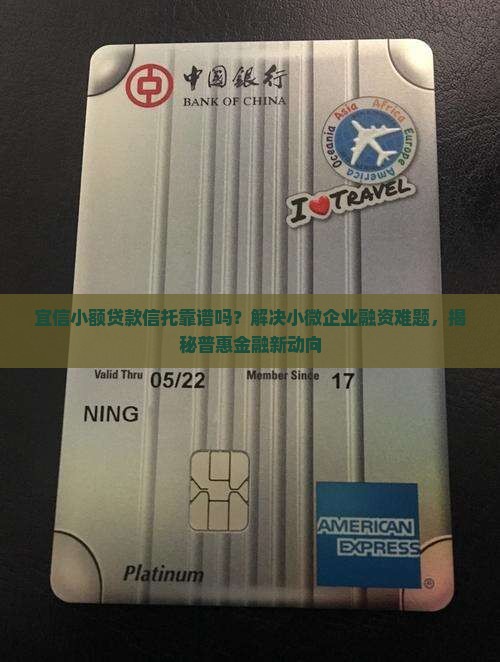 中國銀行
BANK OF CHINA
Oceania Asia Africa Europe America
I TRAVEL
宜信小额贷款信托靠谱吗？解决小微企业融资难题，揭
秘普惠金融新动向
Valid Thru 05/22 Member Since 17
NING
AMERICAN
EXPRESS
®
Platinum